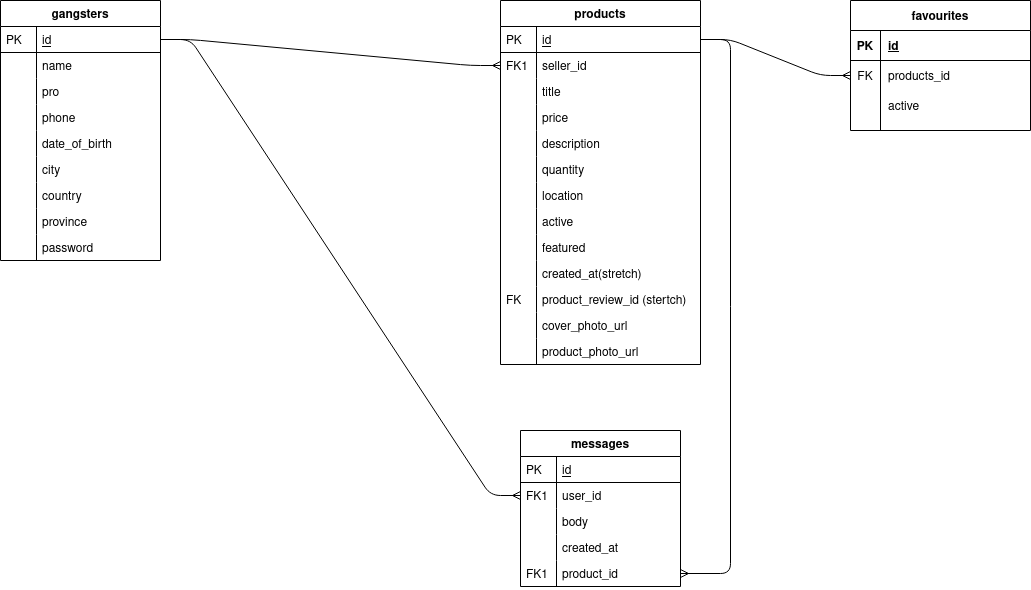 gangsters
PK id
name
pro
phone
date_of_birth
city
country
province
password
products
PK id
FK1 seller_id
title
price
description
quantity
location
active
featured
created_at(stretch)
FK product_review_id (stertch)
cover_photo_url
product_photo_url
favourites
PK id
FK products_id
active
messages
PK id
FK1 user_id
body
created_at
FK1 product_id